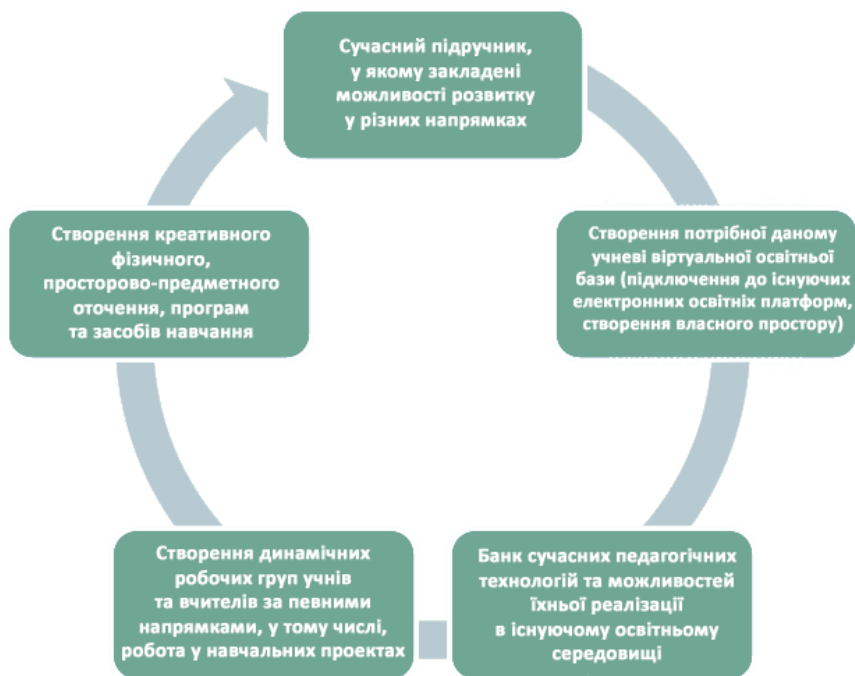 Сучасний підручник,
у якому закладені
можливості розвитку
у різних напрямках
Створення потрібної даному
учневі віртуальної освітньої
бази (підключення до існуючих
електронних освітніх платформ,
створення власного простору)
Банк сучасних педагогічних
технологій та можливостей
їхньої реалізації
в існуючому освітньому
середовищі
Створення динамічних
робочих груп учнів
та вчителів за певними
напрямками, у тому числі,
робота у навчальних проектах
Створення креативного
фізичного,
просторово-предметного
оточення, програм
та засобів навчання